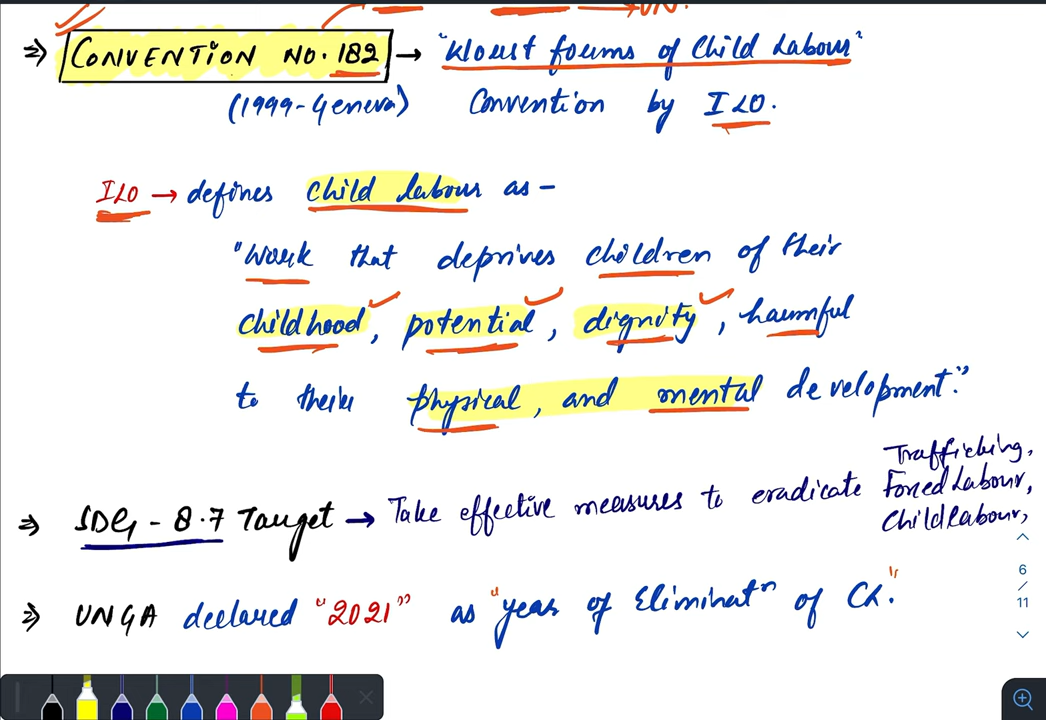 ⇒ CONVENTION NO. 182 → "Worst forms of Child Labour"
(1999-Geneva) Convention by ILO.
ILO → defines Child labour as -
"Work that deprives children of their
childhood, potential, dignity, harmful
to their physical, and mental development."
⇒ SDG - 8.7 Target → Take effective measures to eradicate Trafficking,
Forced Labour,
Child labour,
⇒ UNGA declared "2021" as "year of Eliminatn of CL."
6
/
11